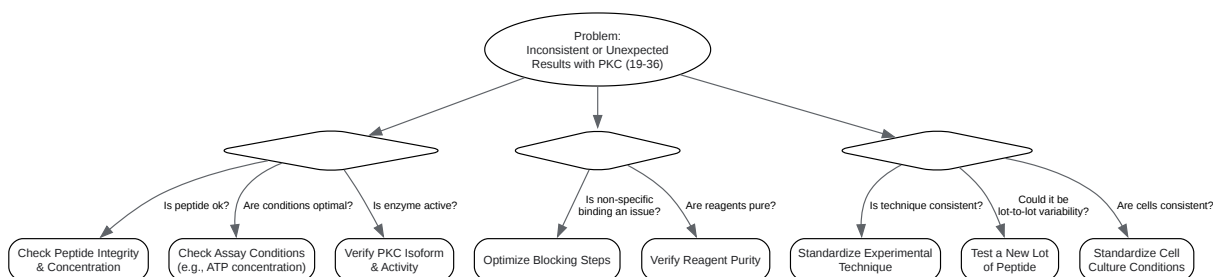 Problem:
Inconsistent or Unexpected
Results with PKC (19-36)
Is peptide ok?
Are conditions optimal?
Is enzyme active?
Is non-specific
binding an issue?
Are reagents pure?
Is technique consistent?
Could it be
lot-to-lot variability?
Are cells consistent?
Check Peptide Integrity
& Concentration
Check Assay Conditions
(e.g., ATP concentration)
Verify PKC Isoform
& Activity
Optimize Blocking Steps
Verify Reagent Purity
Standardize Experimental
Technique
Test a New Lot
of Peptide
Standardize Cell
Culture Conditions